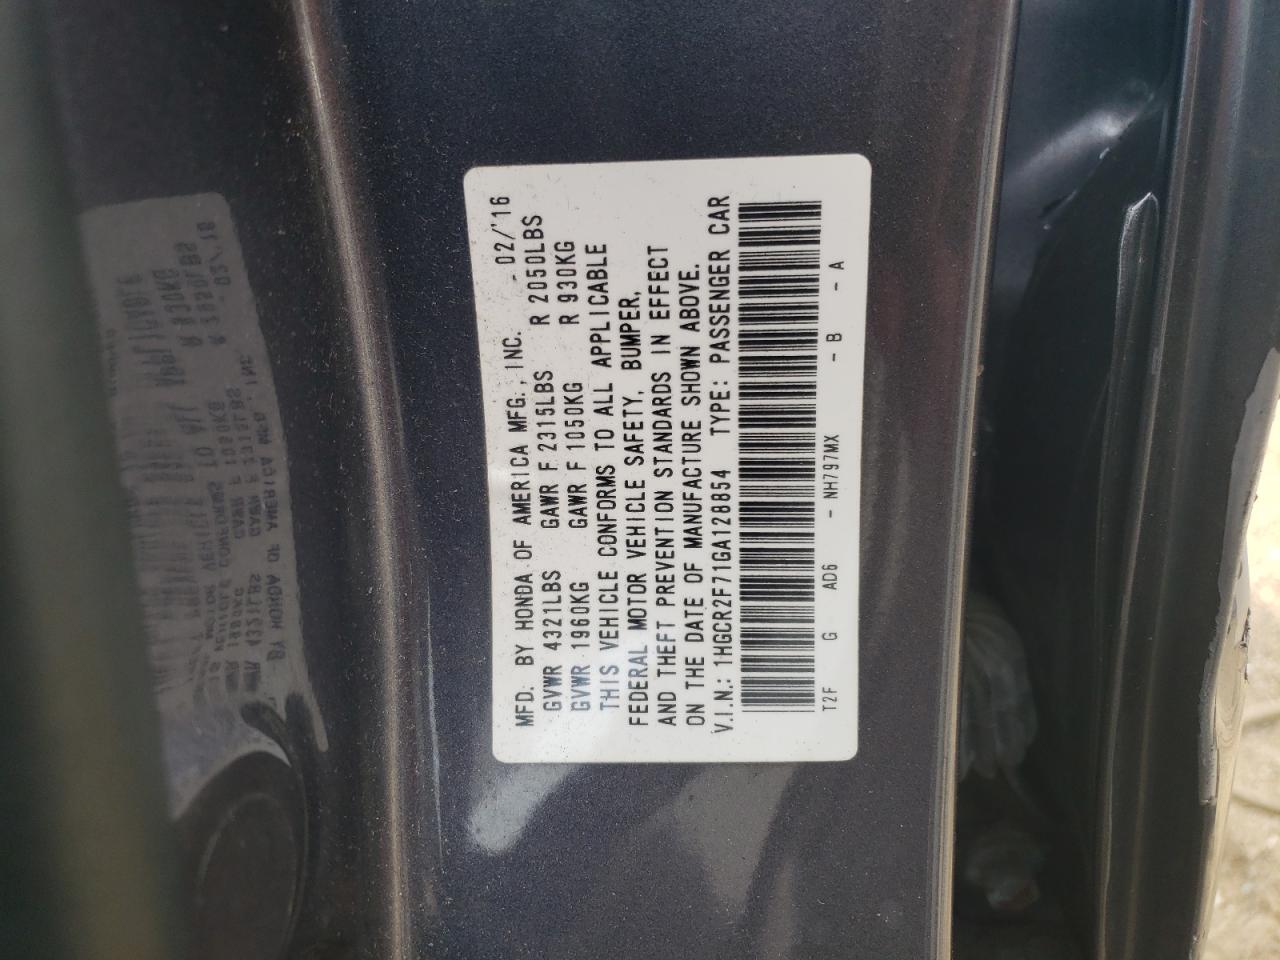 MFD. BY HONDA OF AMERICA MFG., INC. 02/'16
GVWR 4321LBS GAWR F 2315LBS R 2050LBS
GVWR 1960KG GAWR F 1050KG R 930KG
THIS VEHICLE CONFORMS TO ALL APPLICABLE
FEDERAL MOTOR VEHICLE SAFETY, BUMPER,
AND THEFT PREVENTION STANDARDS IN EFFECT
ON THE DATE OF MANUFACTURE SHOWN ABOVE.
V.I.N.: 1HGCR2F71GA128854 TYPE: PASSENGER CAR
T2F G AD6 - NH797MX - B - A